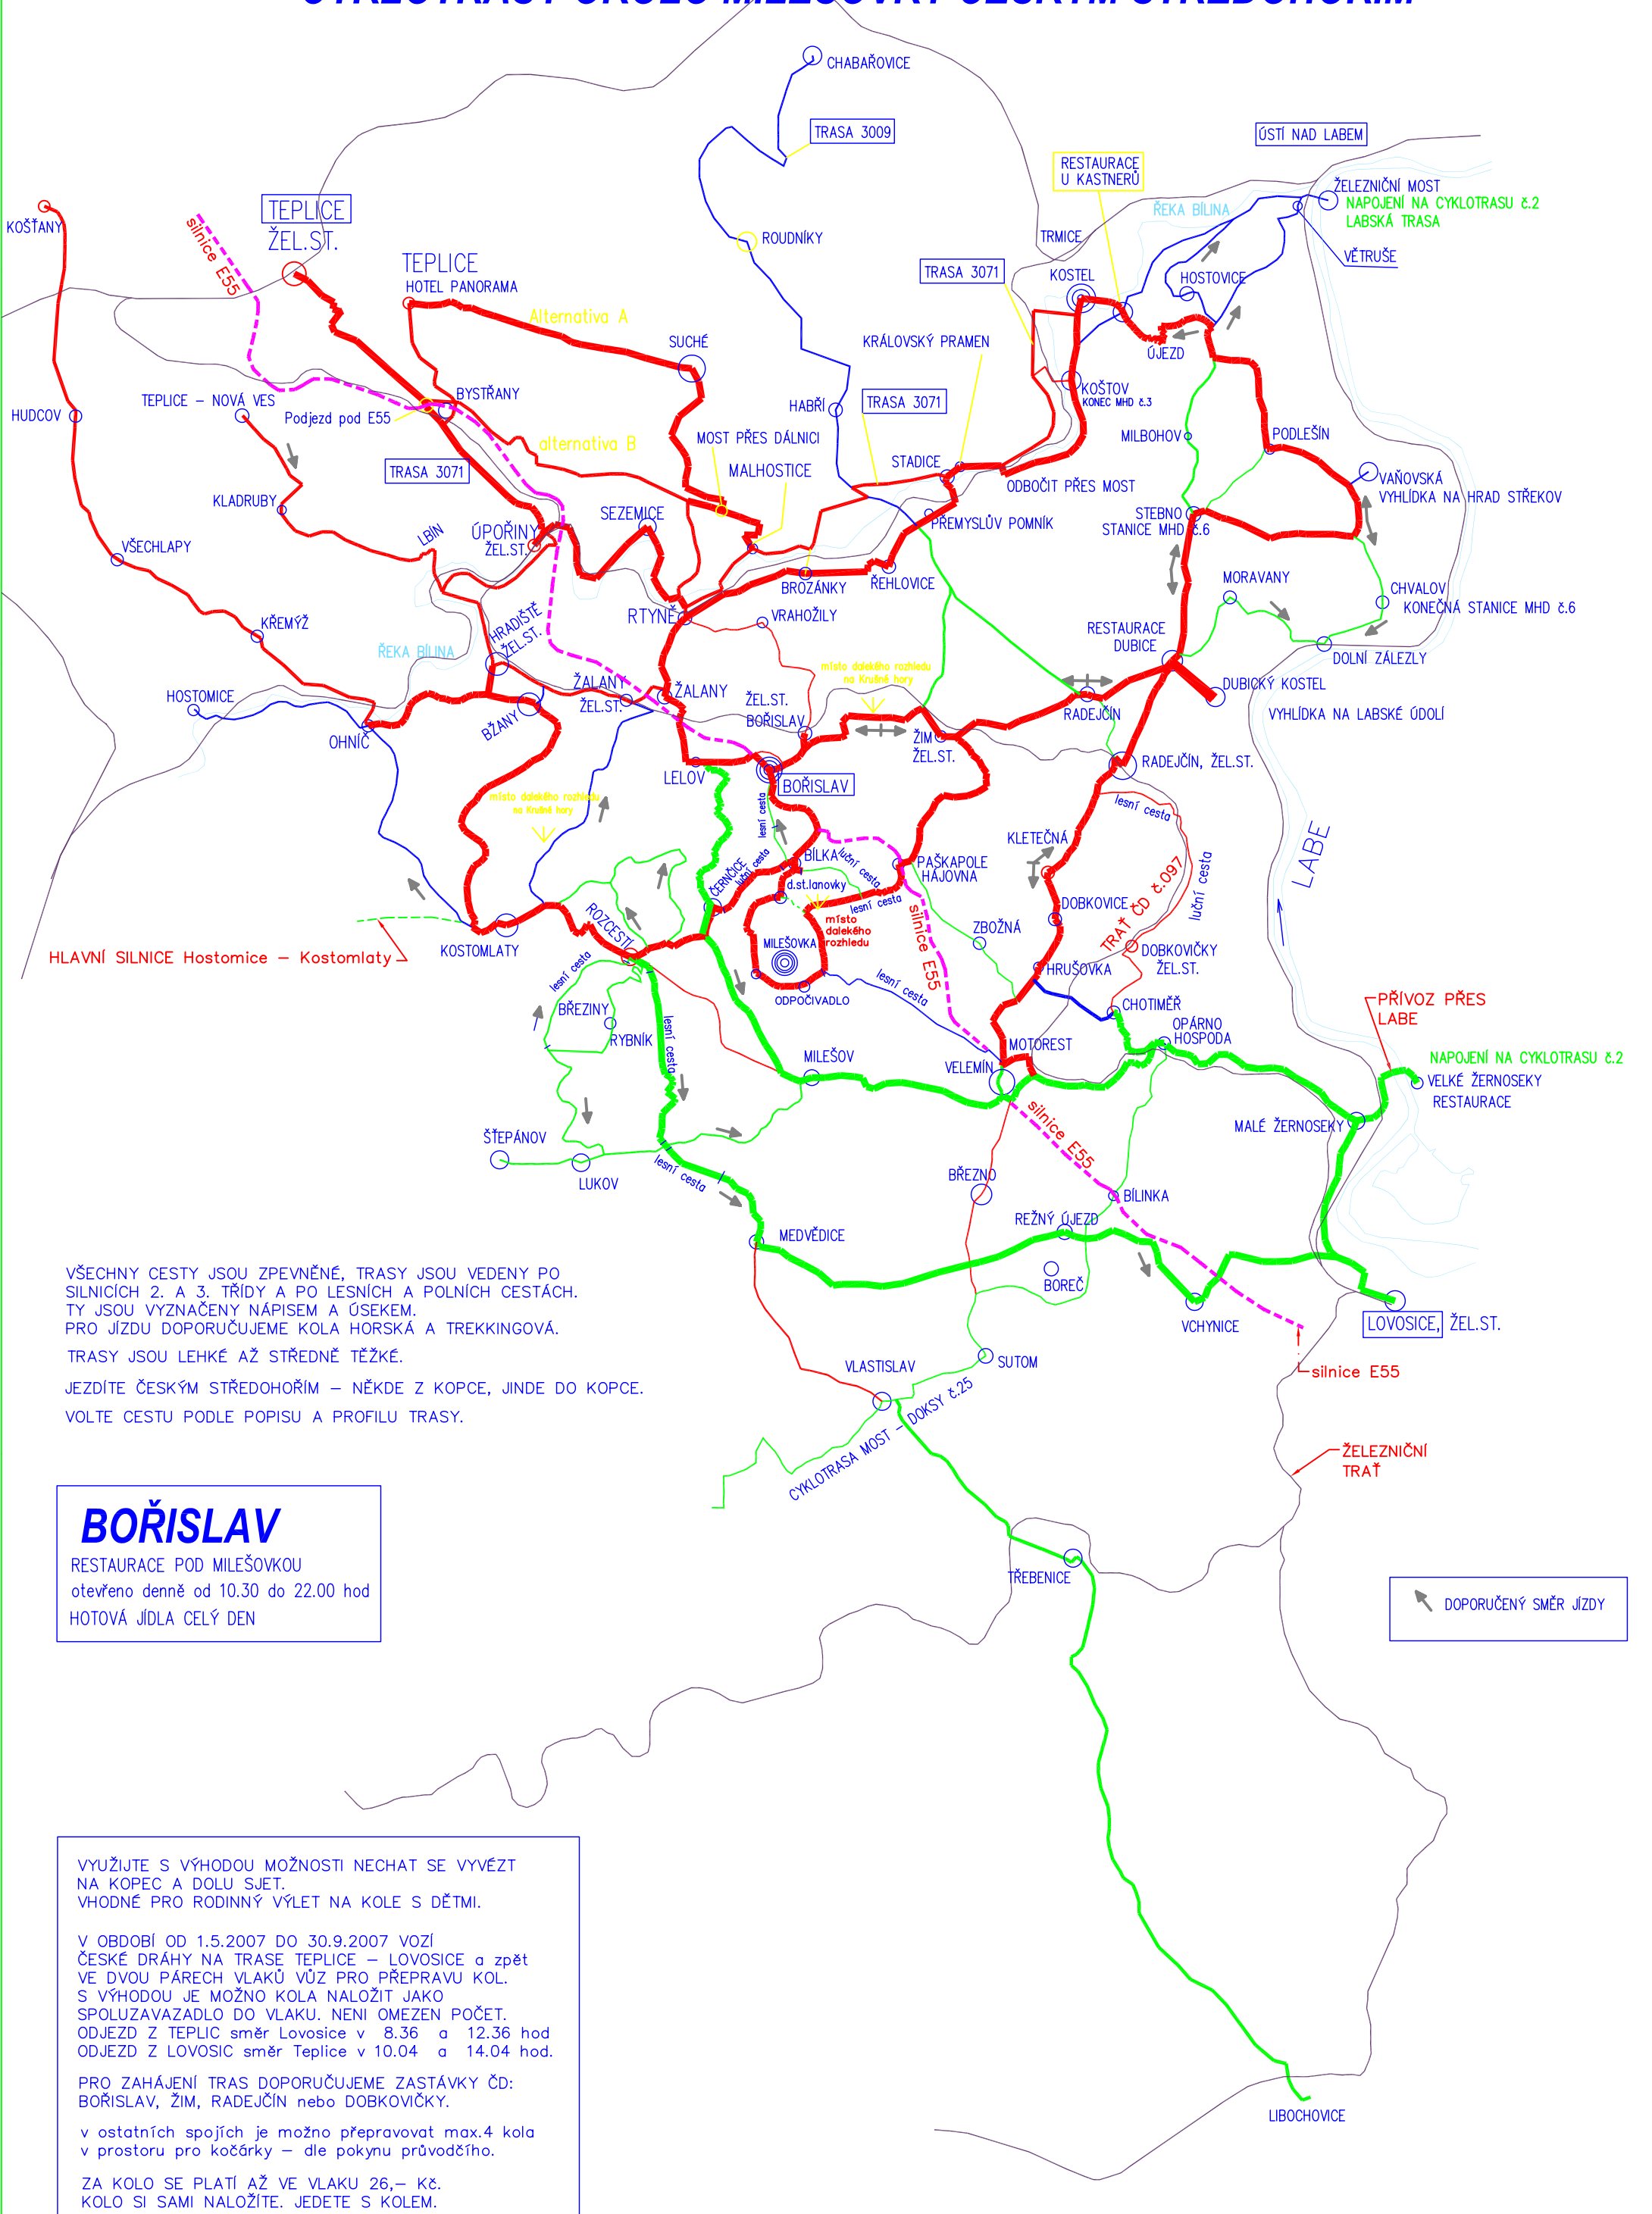 CHABAŘOVICE
TRASA 3009
ÚSTÍ NAD LABEM
RESTAURACE
U KASTNERŮ
ŽELEZNIČNÍ MOST
NAPOJENÍ NA CYKLOTRASU č.2
LABSKÁ TRASA
ŘEKA BÍLINA
KOŠŤANY
TEPLICE
ŽEL.ST.
silnice E55
ROUDNÍKY
TRMICE
VĚTRUŠE
TEPLICE
HOTEL PANORAMA
TRASA 3071
KOSTEL
HOSTOVICE
Alternativa A
SUCHÉ
KRÁLOVSKÝ PRAMEN
ÚJEZD
TEPLICE – NOVÁ VES
BYSTŘANY
HUDCOV
Podjezd pod E55
HABŘÍ
TRASA 3071
KOŠTOV
KONEC MHD č.3
alternativa B
MOST PŘES DÁLNICI
MILBOHOV
PODLEŠÍN
TRASA 3071
MALHOSTICE
STADICE
ODBOČIT PŘES MOST
VAŇOVSKÁ
VYHLÍDKA NA HRAD STŘEKOV
KLADRUBY
SEZEMICE
PŘEMYSLŮV POMNÍK
STEBNO
STANICE MHD č.6
LBÍN
ÚPOŘINY
ŽEL.ST.
VŠECHLAPY
BROZÁNKY
ŘEHLOVICE
MORAVANY
CHVALOV
KONEČNÁ STANICE MHD č.6
KŘEMÝŽ
HRADIŠTĚ
ŽEL.ST.
RTYNĚ
VRAHOŽILY
RESTAURACE
DUBICE
ŘEKA BÍLINA
DOLNÍ ZÁLEZLY
místo dalekého rozhledu
na Krušné hory
HOSTOMICE
ŽALANY
ŽEL.ST.
ŽALANY
ŽEL.ST.
BOŘISLAV
DUBICKÝ KOSTEL
VYHLÍDKA NA LABSKÉ ÚDOLÍ
RADEJČÍN
OHNÍČ
BŽANY
ŽIM
ŽEL.ST.
RADEJČÍN, ŽEL.ST.
LELOV
BOŘISLAV
místo dalekého rozhledu
na Krušné hory
lesní cesta
lesní cesta
KLETEČNÁ
LABE
BÍLKA
luční cesta
luční cesta
PAŠKAPOLE
HÁJOVNA
ČERNČICE
d.st.lanovky
lesní cesta
TRAŤ ČD č.097
luční cesta
ROZCESTÍ
místo
dalekého
rozhledu
silnice E55
DOBKOVICE
ZBOŽNÁ
KOSTOMLATY
MILEŠOVKA
DOBKOVIČKY
ŽEL.ST.
HLAVNÍ SILNICE Hostomice – Kostomlaty
lesní cesta
HRUŠOVKA
lesní cesta
ODPOČIVADLO
CHOTIMĚŘ
PŘÍVOZ PŘES
LABE
BŘEZINY
RYBNÍK
lesní cesta
OPÁRNO
HOSPODA
MOTOREST
MILEŠOV
VELEMÍN
NAPOJENÍ NA CYKLOTRASU č.2
VELKÉ ŽERNOSEKY
RESTAURACE
silnice E55
MALÉ ŽERNOSEKY
ŠTĚPÁNOV
LUKOV
lesní cesta
BŘEZNO
BÍLINKA
REŽNÝ ÚJEZD
MEDVĚDICE
BOREČ
VCHYNICE
LOVOSICE, ŽEL.ST.
silnice E55
VŠECHNY CESTY JSOU ZPEVNĚNÉ, TRASY JSOU VEDENY PO
SILNICÍCH 2. A 3. TŘÍDY A PO LESNÍCH A POLNÍCH CESTÁCH.
TY JSOU VYZNAČENY NÁPISEM A ÚSEKEM.
PRO JÍZDU DOPORUČUJEME KOLA HORSKÁ A TREKKINGOVÁ.
TRASY JSOU LEHKÉ AŽ STŘEDNĚ TĚŽKÉ.
JEZDÍTE ČESKÝM STŘEDOHOŘÍM – NĚKDE Z KOPCE, JINDE DO KOPCE.
VOLTE CESTU PODLE POPISU A PROFILU TRASY.
VLASTISLAV
SUTOM
CYKLOTRASA MOST – DOKSY č.25
ŽELEZNIČNÍ
TRAŤ
BOŘISLAV
RESTAURACE POD MILEŠOVKOU
otevřeno denně od 10.30 do 22.00 hod
HOTOVÁ JÍDLA CELÝ DEN
TŘEBENICE
DOPORUČENÝ SMĚR JÍZDY
VYUŽIJTE S VÝHODOU MOŽNOSTI NECHAT SE VYVÉZT
NA KOPEC A DOLU SJET.
VHODNÉ PRO RODINNÝ VÝLET NA KOLE S DĚTMI.
V OBDOBÍ OD 1.5.2007 DO 30.9.2007 VOZÍ
ČESKÉ DRÁHY NA TRASE TEPLICE – LOVOSICE a zpět
VE DVOU PÁRECH VLAKŮ VŮZ PRO PŘEPRAVU KOL.
S VÝHODOU JE MOŽNO KOLA NALOŽIT JAKO
SPOLUZAVAZADLO DO VLAKU. NENI OMEZEN POČET.
ODJEZD Z TEPLIC směr Lovosice v 8.36 a 12.36 hod
ODJEZD Z LOVOSIC směr Teplice v 10.04 a 14.04 hod.
PRO ZAHÁJENÍ TRAS DOPORUČUJEME ZASTÁVKY ČD:
BOŘISLAV, ŽIM, RADEJČÍN nebo DOBKOVIČKY.
v ostatních spojích je možno přepravovat max.4 kola
v prostoru pro kočárky – dle pokynu průvodčího.
ZA KOLO SE PLATÍ AŽ VE VLAKU 26,– Kč.
KOLO SI SAMI NALOŽÍTE. JEDETE S KOLEM.
LIBOCHOVICE